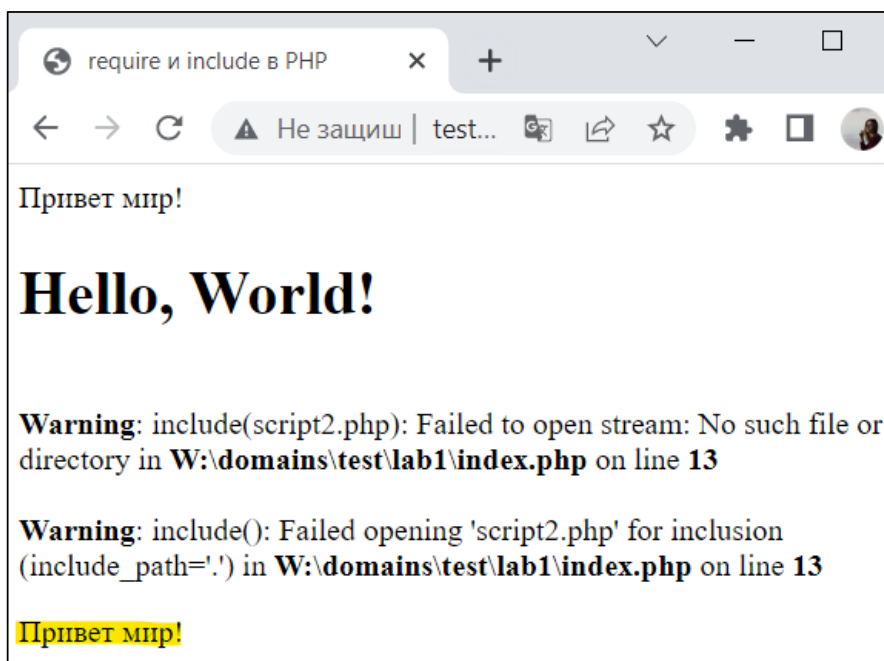 require и include в PHP
Не защищ | test...
Привет мир!
Hello, World!
Warning: include(script2.php): Failed to open stream: No such file or
directory in W:\domains\test\lab1\index.php on line 13
Warning: include(): Failed opening 'script2.php' for inclusion
(include_path='.') in W:\domains\test\lab1\index.php on line 13
Привет мир!